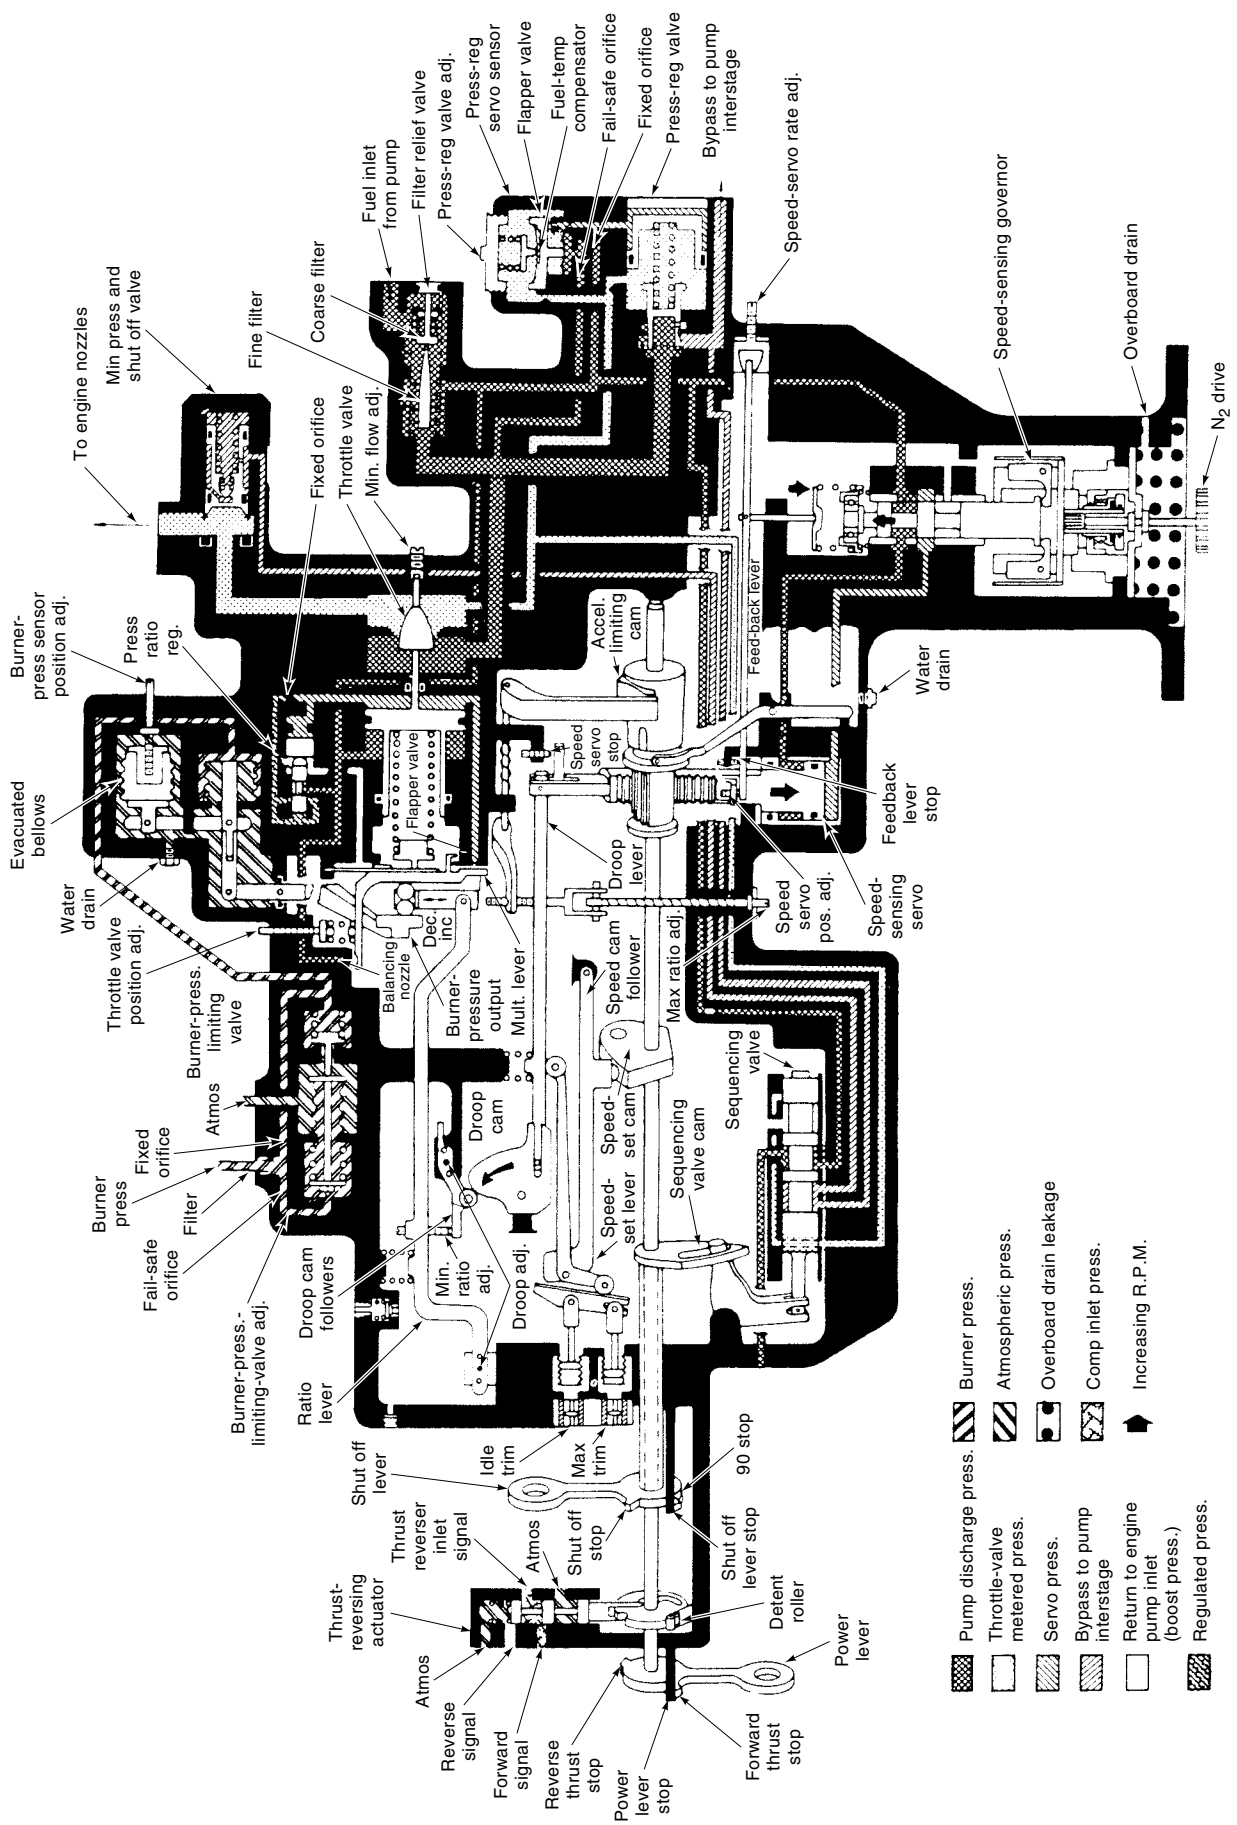 To engine nozzles
Min press and
shut off valve
Fine filter
Coarse filter
Fuel inlet
from pump
Filter relief valve
Press-reg valve adj.
Press-reg
servo sensor
Flapper valve
Fuel-temp
compensator
Fail-safe orifice
Fixed orifice
Press-reg valve
Bypass to pump
interstage
Speed-servo rate adj.
Speed-sensing governor
Overboard drain
N2 drive
Fixed orifice
Throttle valve
Min. flow adj.
Burner-
press sensor
position adj.
Press
ratio
reg.
Evacuated
bellows
Water
drain
Throttle valve
position adj.
Burner-press.
limiting
valve
Atmos
Fixed
orifice
Burner
press
Filter
Fail-safe
orifice
Burner-press.-
limiting-valve adj.
Flapper valve
Balancing
nozzle
Dec.
inc
Burner-
pressure
output
Mult. lever
Speed
servo
stop
Accel.
limiting
cam
Feed-back lever
Water
drain
Feedback
lever
stop
Droop
lever
Speed
servo
pos. adj.
Speed-
sensing
servo
Max ratio adj.
Speed cam
follower
Droop
cam
Speed-
set cam
Sequencing
valve
Sequencing
valve cam
Speed-
set lever
Droop cam
followers
Min.
ratio
adj.
Droop adj.
Ratio
lever
Idle
trim
Max
trim
Shut off
lever
Shut off
stop
90 stop
Shut off
lever stop
Thrust
reverser
inlet
signal
Atmos
Thrust-
reversing
actuator
Detent
roller
Power
lever
Atmos
Reverse
signal
Forward
signal
Reverse
thrust
stop
Power
lever
stop
Forward
thrust
stop
Pump discharge press.
Throttle-valve
metered press.
Servo press.
Bypass to pump
interstage
Return to engine
pump inlet
(boost press.)
Regulated press.
Burner press.
Atmospheric press.
Overboard drain leakage
Comp inlet press.
Increasing R.P.M.